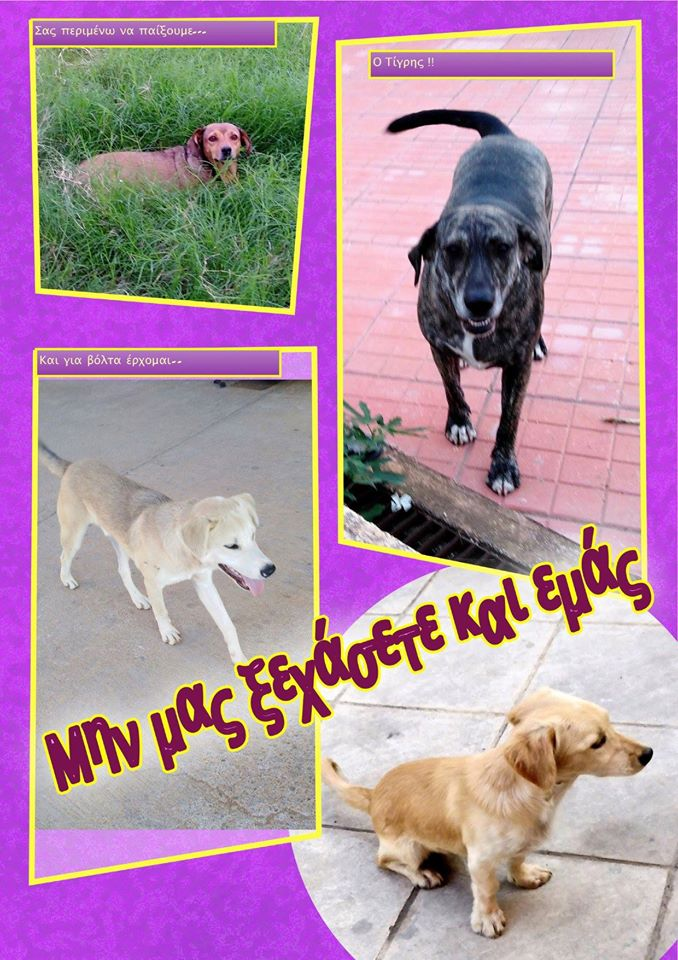 Σας περιμένω να παίξουμε...
Ο Τίγρης !!
Και για βόλτα έρχομαι..
Μην μας ξεχάσετε και εμάς